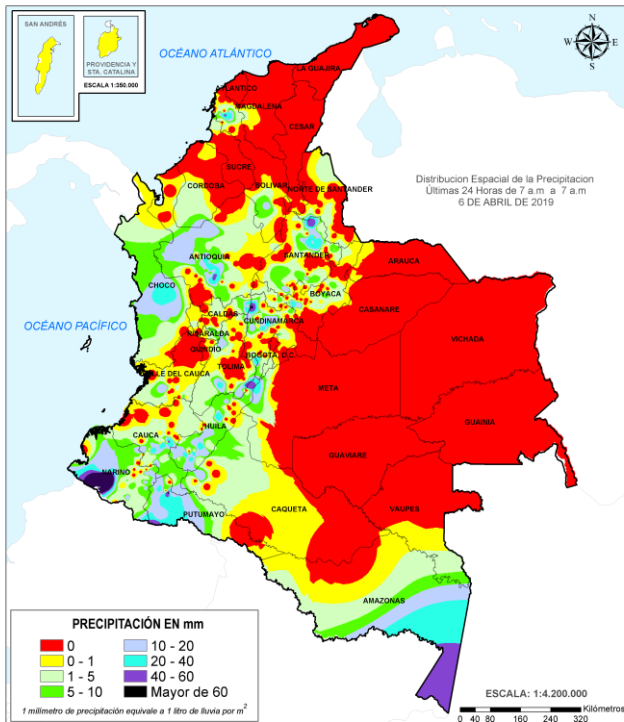 SAN ANDRÉS
PROVIDENCIA Y
STA. CATALINA
ESCALA 1:350.000
OCÉANO ATLÁNTICO
N
W E
S
LA GUAJIRA
ATLANTICO
MAGDALENA
CESAR
SUCRE
CORDOBA
BOLIVAR
NORTE DE SANTANDER
Distribucion Espacial de la Precipitacion
Últimas 24 Horas de 7 a.m a 7 a.m
6 DE ABRIL DE 2019
ANTIOQUIA
SANTANDER
ARAUCA
CHOCO
BOYACA
CASANARE
OCÉANO PACÍFICO
CALDAS
CUNDINAMARCA
VICHADA
RISARALDA
QUINDIO
BOGOTA, D.C.
TOLIMA
VALLE DEL CAUCA
META
GUAINIA
HUILA
CAUCA
GUAVIARE
NARIÑO
CAQUETA
VAUPES
PUTUMAYO
AMAZONAS
PRECIPITACIÓN EN mm
0 10 - 20
0 - 1 20 - 40
1 - 5 40 - 60
5 - 10 Mayor de 60
1 milimetro de precipitación equivale a 1 litro de lluvia por m²
ESCALA: 1:4.200.000
Kilómetros
0 40 80 160 240 320